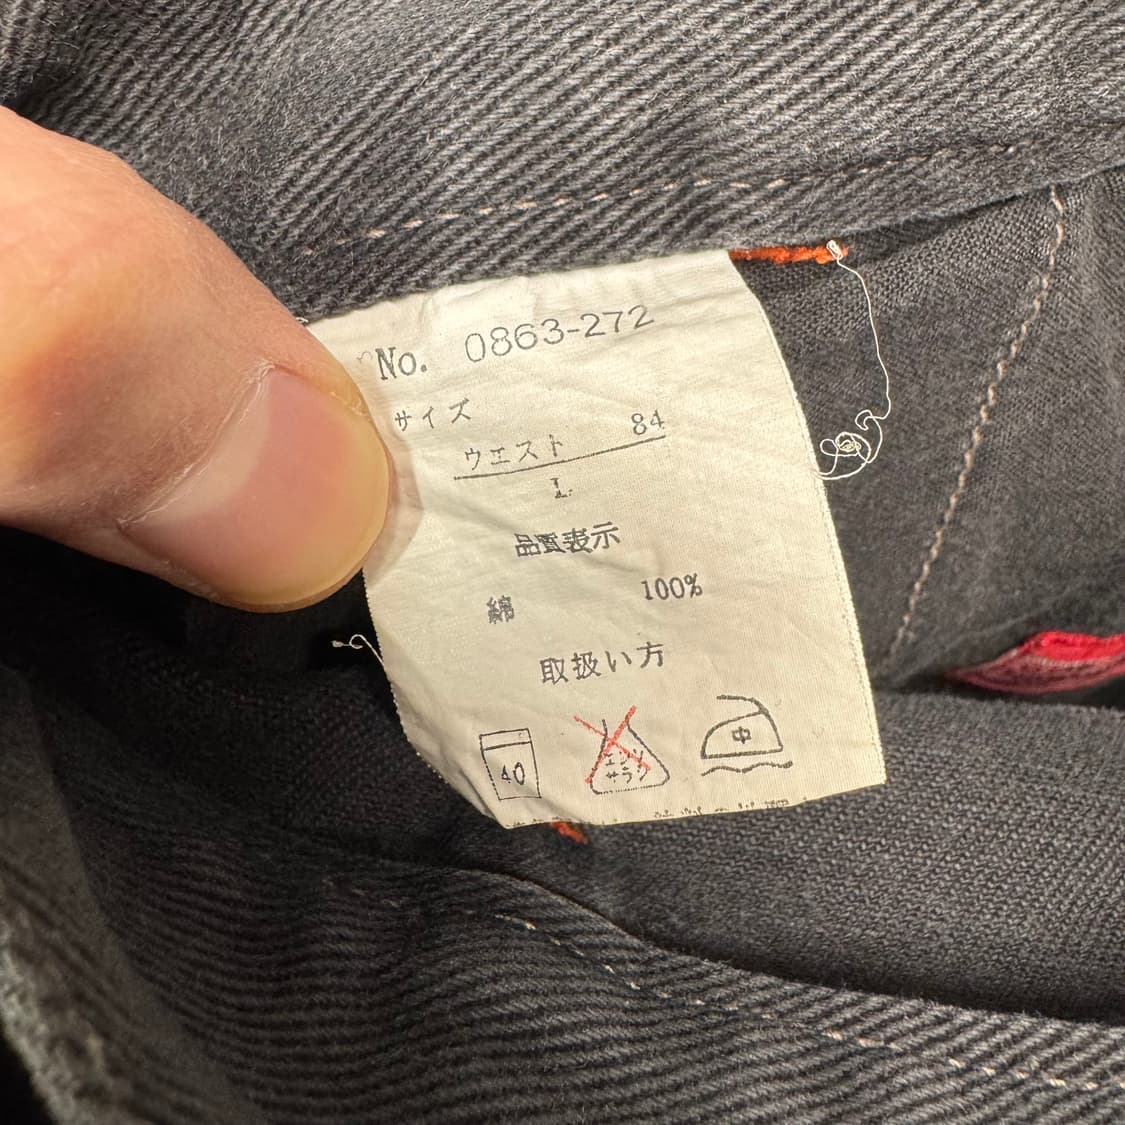 No. 0863-272
サイズ
ウエスト 84
L
品質表示
綿 100%
取扱い方
40
エンソ
サラシ
中